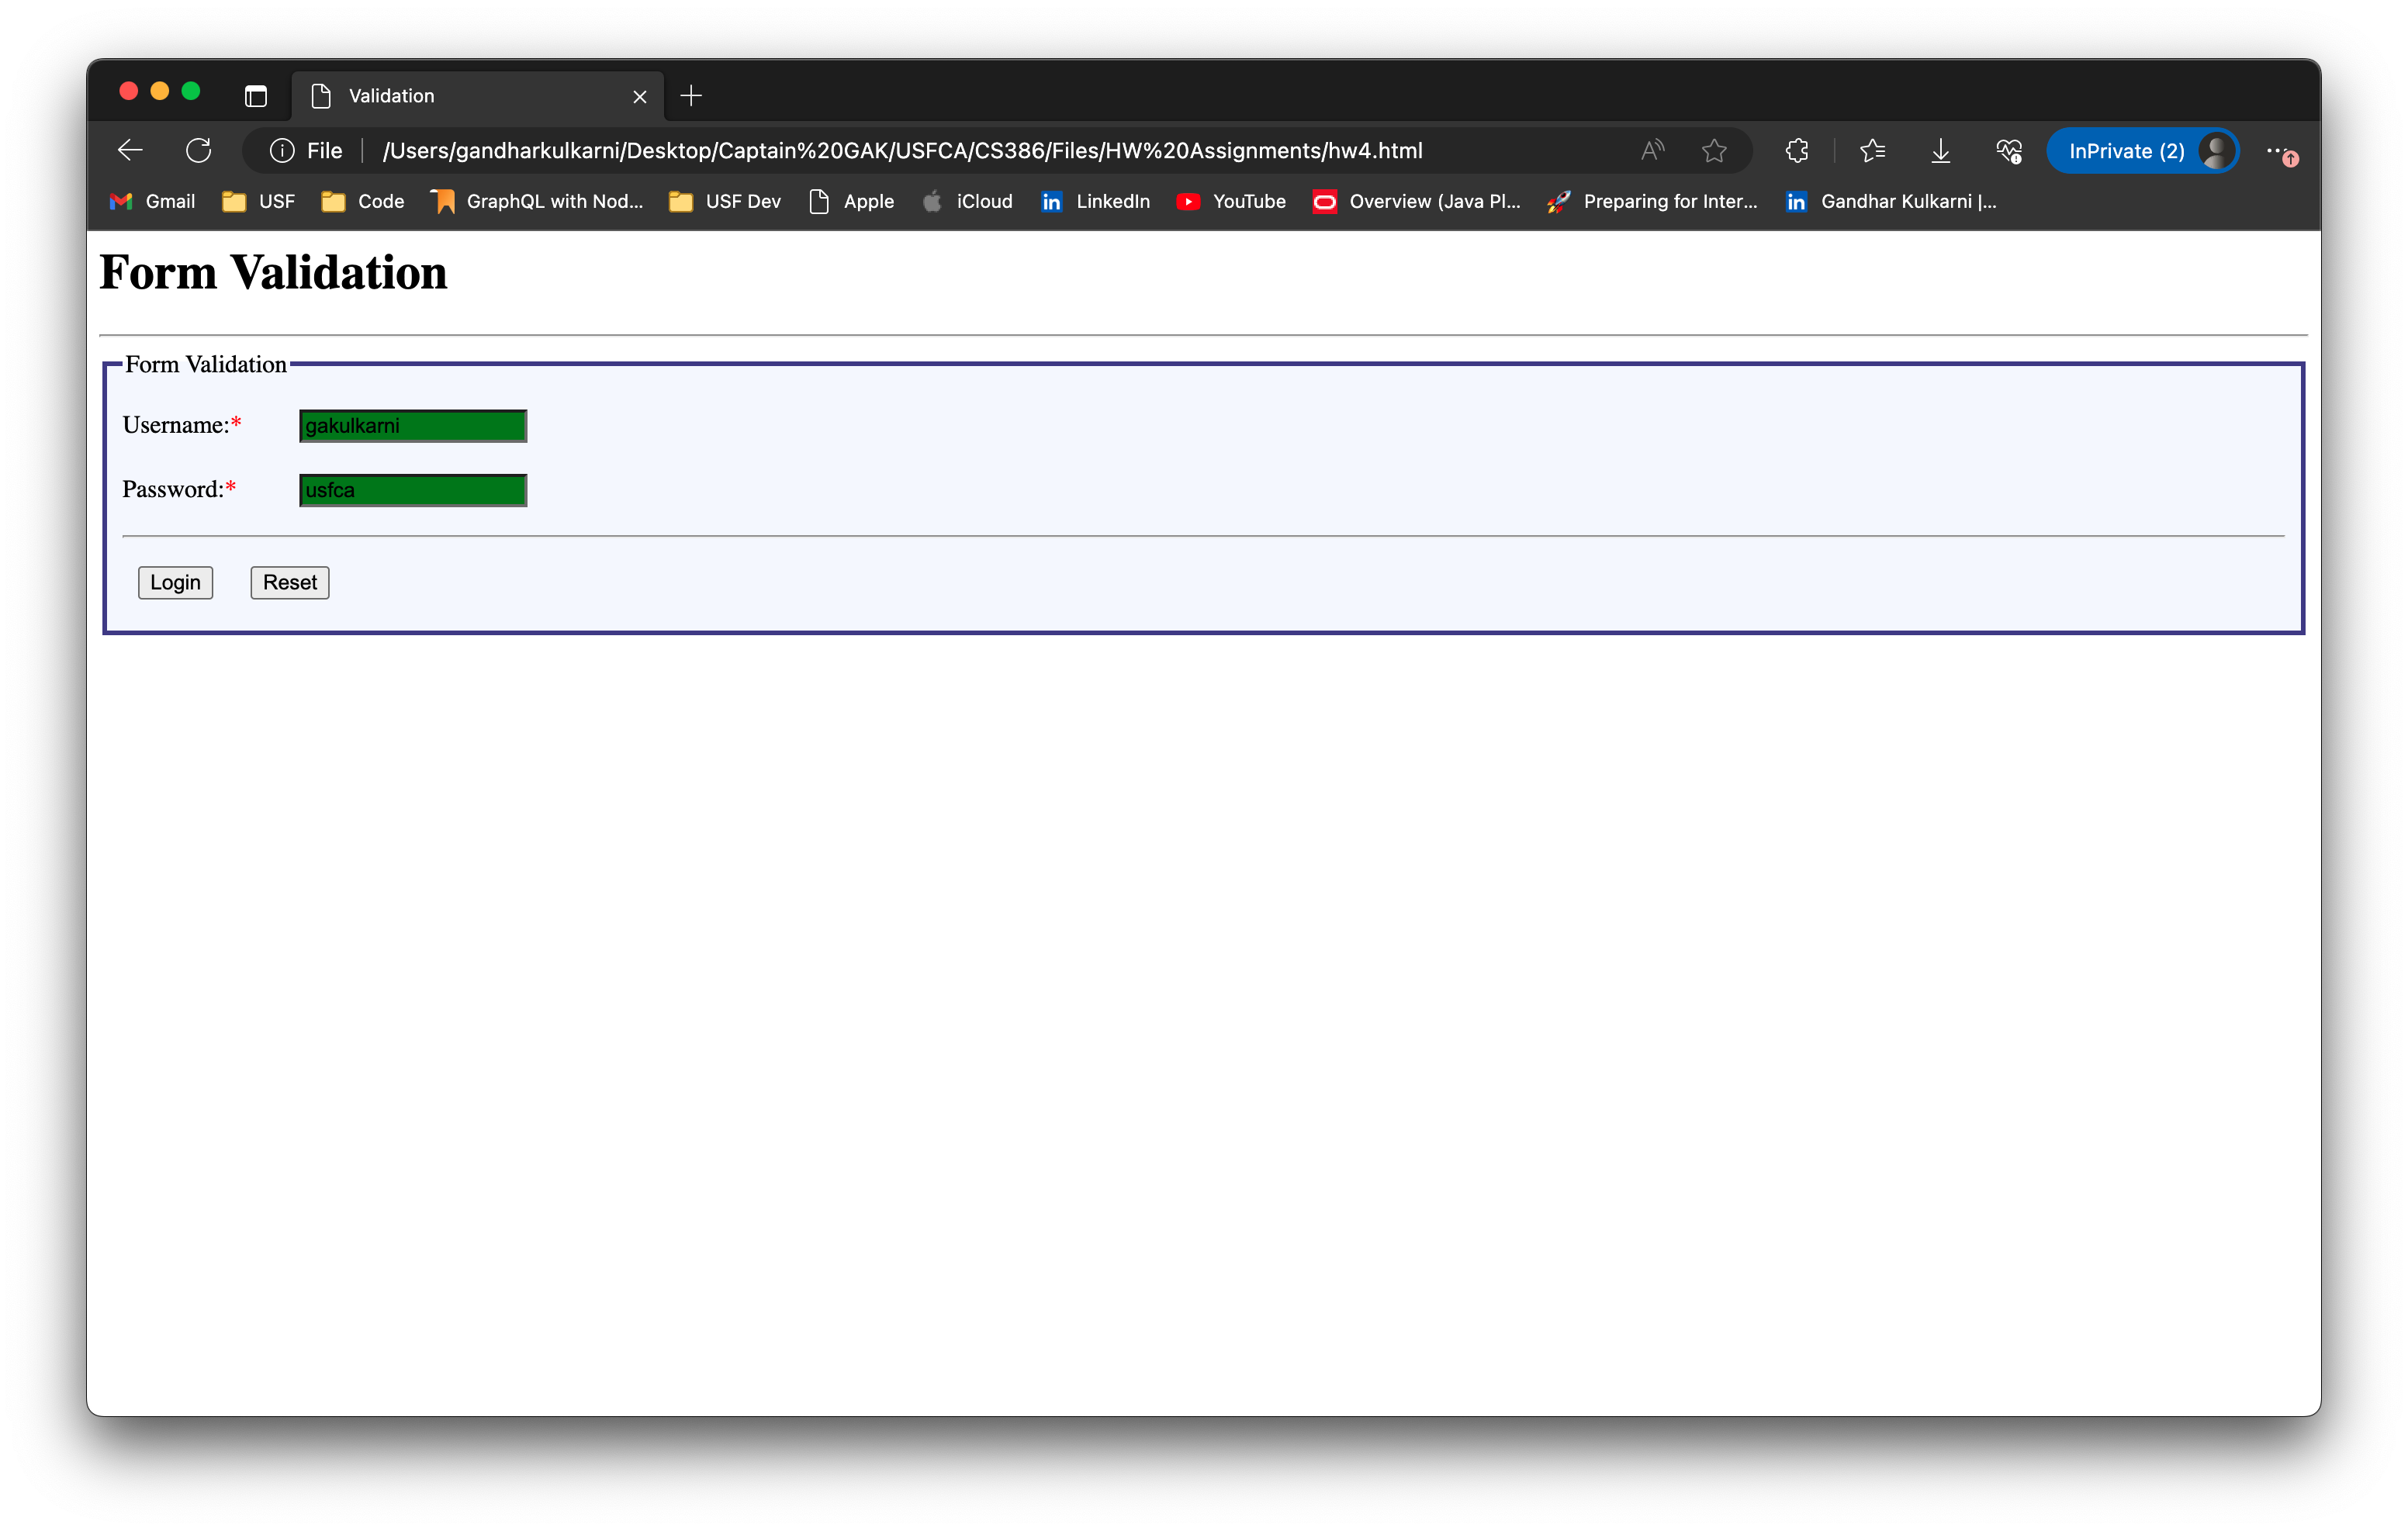 Validation
File /Users/gandharkulkarni/Desktop/Captain%20GAK/USFCA/CS386/Files/HW%20Assignments/hw4.html InPrivate (2)
Gmail USF Code GraphQL with Nod... USF Dev Apple iCloud LinkedIn YouTube Overview (Java Pl... Preparing for Inter... Gandhar Kulkarni |...
Form Validation
Form Validation
Username:* gakulkarni
Password:* usfca
Login Reset